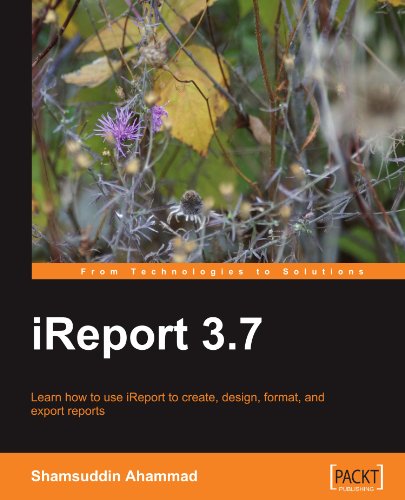 From Technologies to Solutions
iReport 3.7
Learn how to use iReport to create, design, format, and
export reports
Shamsuddin Ahammad
PACKT
PUBLISHING